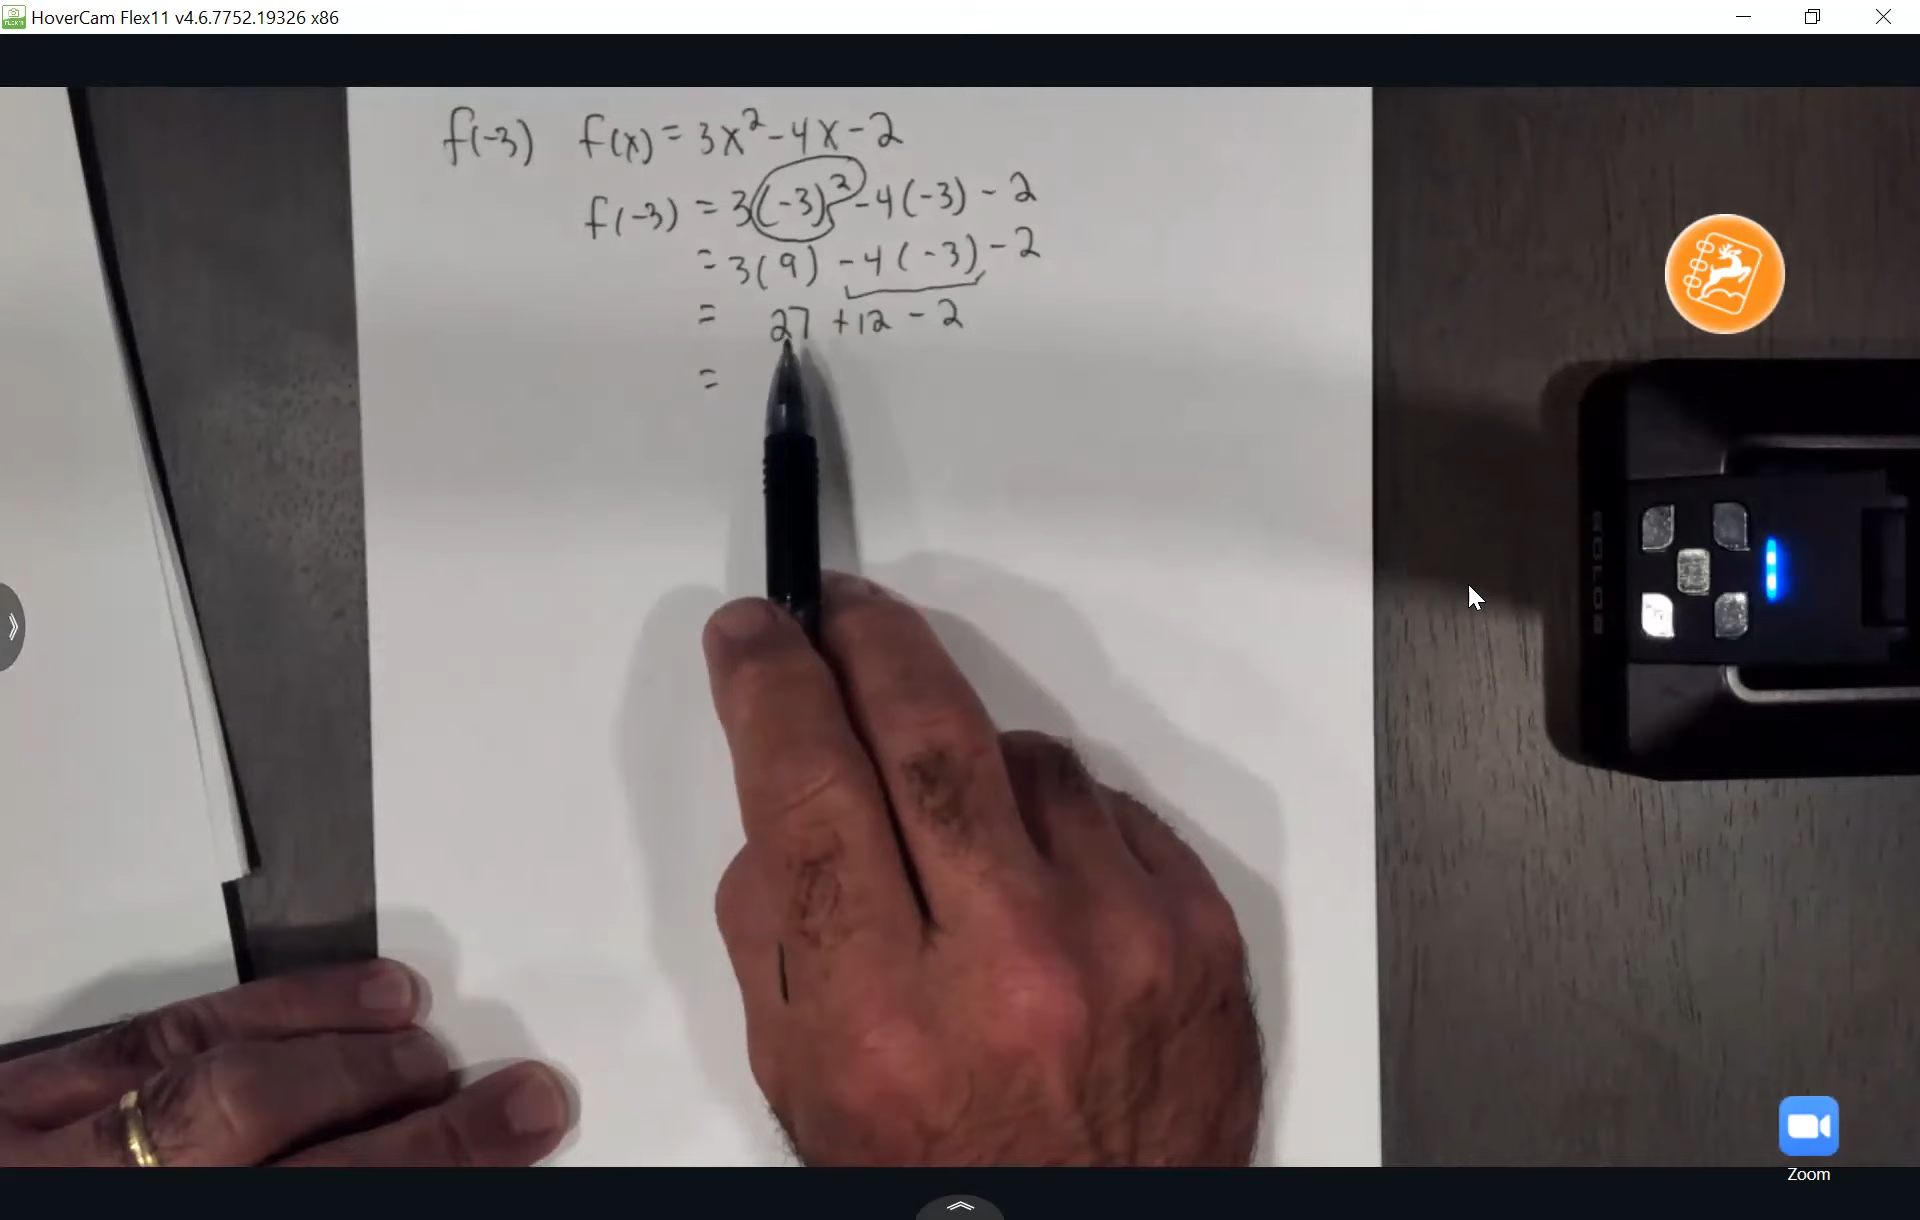 HoverCam Flex11 v4.6.7752.19326 x86
f(-3) f(x) = 3x² - 4x - 2
f(-3) = 3(-3)² - 4(-3) - 2
= 3(9) - 4(-3) - 2
= 27 + 12 - 2
=
Zoom